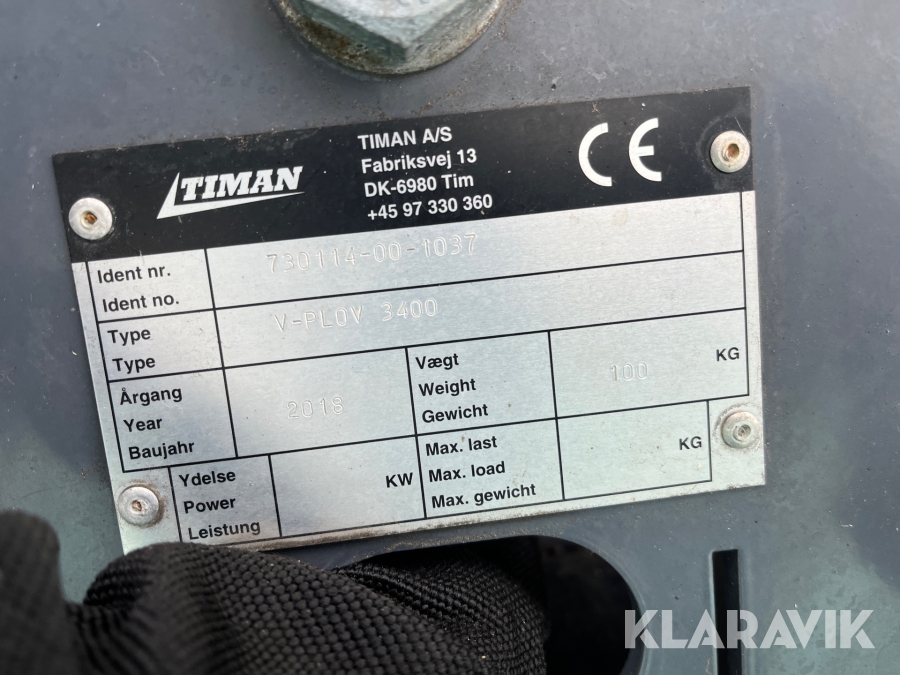 TIMAN
TIMAN A/S
Fabriksvej 13
DK-6980 Tim
+45 97 330 360
CE
Ident nr.
Ident no.
730114-00-1037
Type
Type
V-PLOV 3400
Årgang
Year
Baujahr
2018
Vægt
Weight
Gewicht
100
KG
Ydelse
Power
Leistung
KW
Max. last
Max. load
Max. gewicht
KG
KLARAVIK